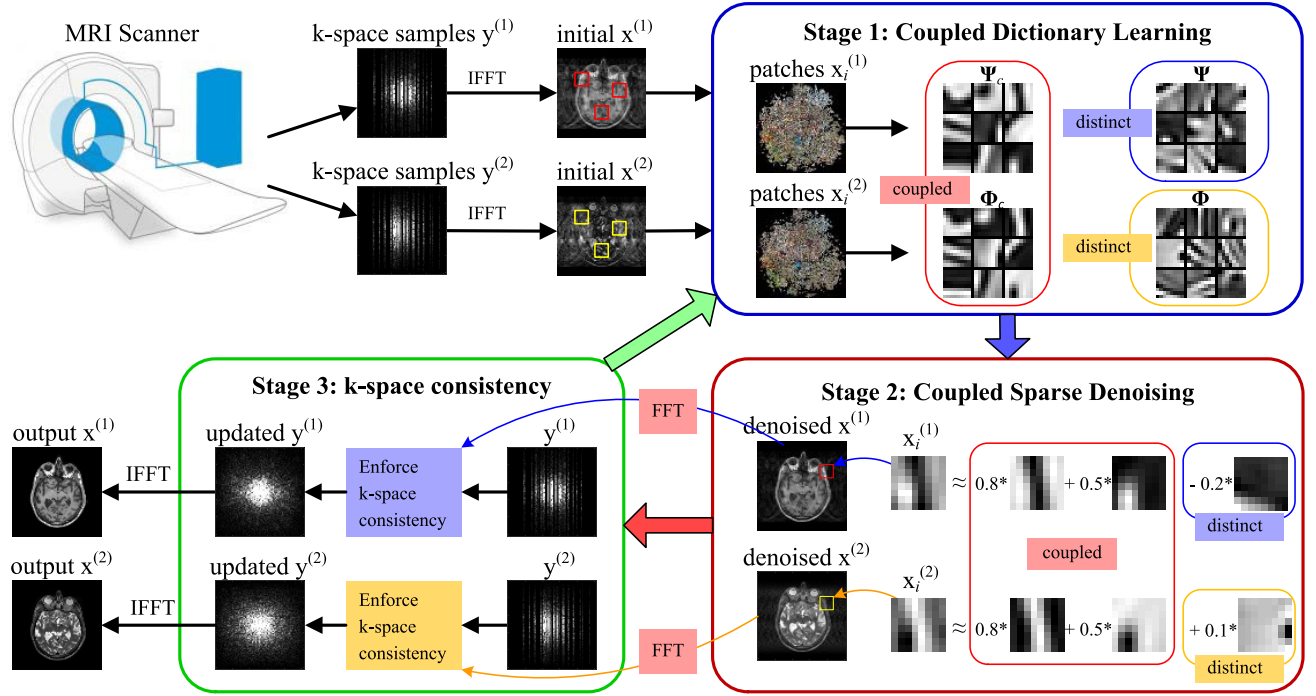 MRI Scanner
k-space samples y⁽¹⁾
IFFT
initial x⁽¹⁾
k-space samples y⁽²⁾
IFFT
initial x⁽²⁾
Stage 1: Coupled Dictionary Learning
patches xᵢ⁽¹⁾
Ψc
distinct
Ψ
patches xᵢ⁽²⁾
coupled
Φc
distinct
Φ
Stage 2: Coupled Sparse Denoising
denoised x⁽¹⁾
xᵢ⁽¹⁾
≈ 0.8* + 0.5* - 0.2*
distinct
coupled
denoised x⁽²⁾
xᵢ⁽²⁾
≈ 0.8* + 0.5* + 0.1*
distinct
FFT
FFT
Stage 3: k-space consistency
y⁽¹⁾
Enforce
k-space
consistency
updated y⁽¹⁾
IFFT
output x⁽¹⁾
y⁽²⁾
Enforce
k-space
consistency
updated y⁽²⁾
IFFT
output x⁽²⁾